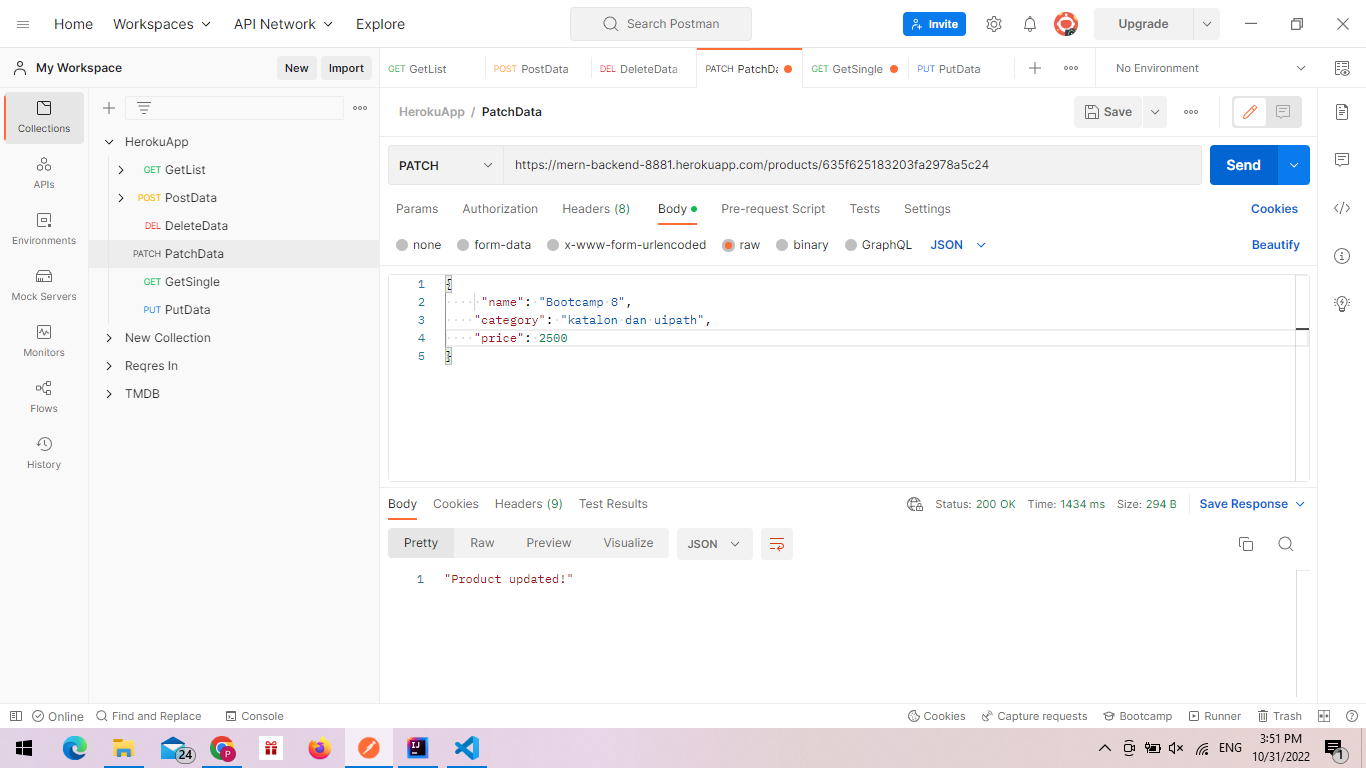 Home Workspaces API Network Explore Search Postman Invite Upgrade
My Workspace New Import GET GetList POST PostData DEL DeleteData PATCH PatchDa GET GetSingle PUT PutData No Environment
Collections
APIs
Environments
Mock Servers
Monitors
Flows
History
HerokuApp
GET GetList
POST PostData
DEL DeleteData
PATCH PatchData
GET GetSingle
PUT PutData
New Collection
Reqres In
TMDB
HerokuApp / PatchData Save
PATCH https://mern-backend-8881.herokuapp.com/products/635f625183203fa2978a5c24 Send
Params Authorization Headers (8) Body Pre-request Script Tests Settings Cookies
none form-data x-www-form-urlencoded raw binary GraphQL JSON Beautify
1 {
2 "name": "Bootcamp 8",
3 "category": "katalon dan uipath",
4 "price": 2500
5 }
Body Cookies Headers (9) Test Results Status: 200 OK Time: 1434 ms Size: 294 B Save Response
Pretty Raw Preview Visualize JSON
1 "Product updated!"
Online Find and Replace Console Cookies Capture requests Bootcamp Runner Trash
24 P IJ ENG 3:51 PM
10/31/2022 1